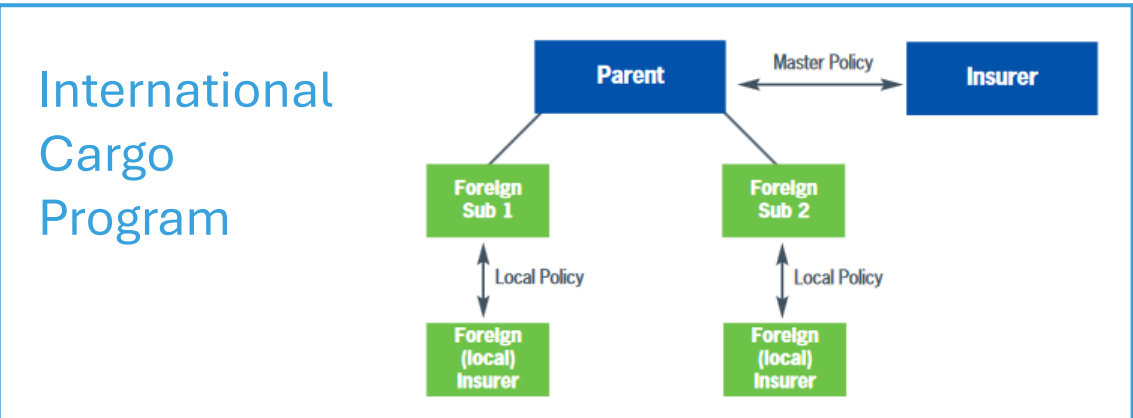 International
Cargo
Program
Parent
Master Policy
Insurer
Foreign
Sub 1
Foreign
Sub 2
Local Policy
Local Policy
Foreign
(local)
Insurer
Foreign
(local)
Insurer